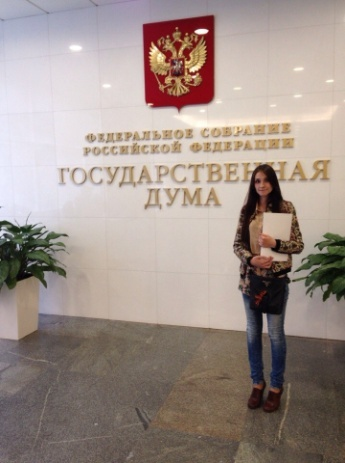 ФЕДЕРАЛЬНОЕ СОБРАНИЕ
РОССИЙСКОЙ ФЕДЕРАЦИИ
ГОСУДАРСТВЕННАЯ
ДУМА